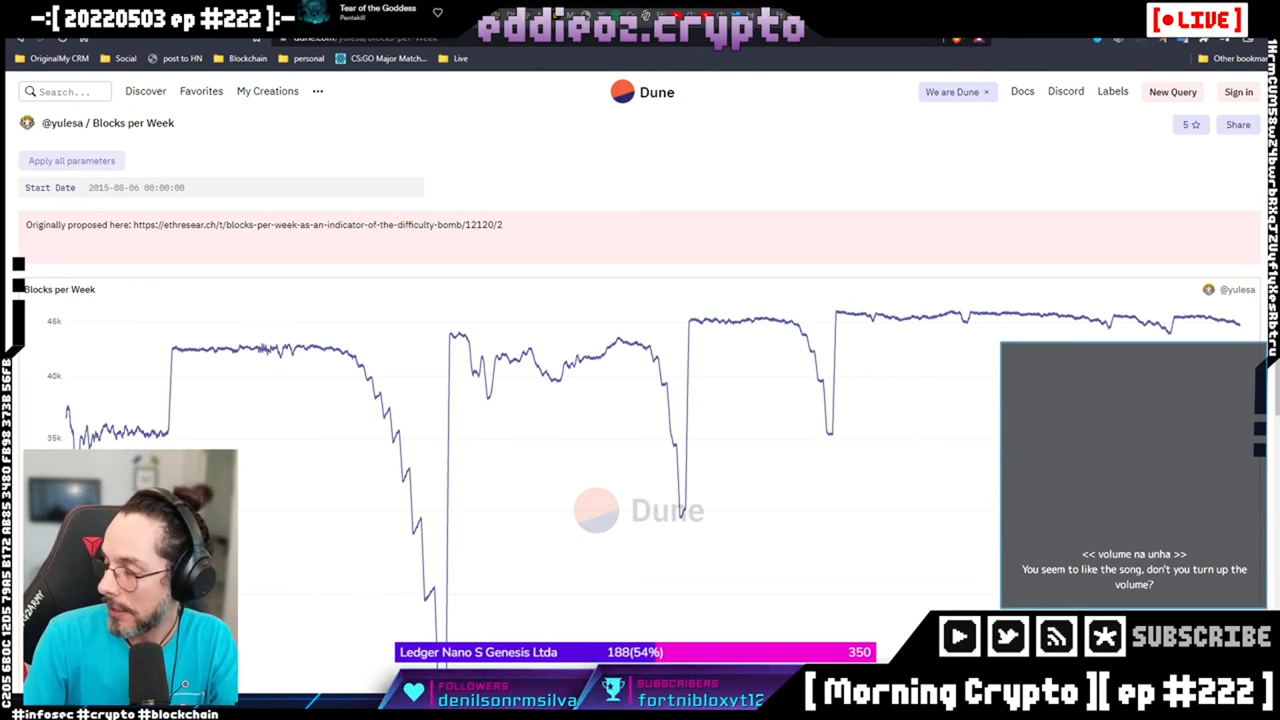 -:[ 20220503 ep #222 ]:-
Tear of the Goddess
Pentakill
eddieoz.crypto
[● LIVE]
OriginalMy CRM
Social
post to HN
Blockchain
personal
CS:GO Major Match...
Live
Other bookmar
Search...
Discover
Favorites
My Creations
Dune
We are Dune ×
Docs
Discord
Labels
New Query
Sign in
@yulesa / Blocks per Week
5
Share
Apply all parameters
Start Date 2015-08-06 00:00:00
Originally proposed here: https://ethresear.ch/t/blocks-per-week-as-an-indicator-of-the-difficulty-bomb/12120/2
Blocks per Week
@yulesa
45k
40k
35k
Dune
<< volume na unha >>
You seem to like the song, don't you turn up the
volume?
Ledger Nano S Genesis Ltda 188(54%) 350
FOLLOWERS
denilsonrmsilva
SUBSCRIBERS
fortnibloxyt12
SUBSCRIBE
[ Morning Crypto ][ ep #222 ]
#infosec #crypto #blockchain